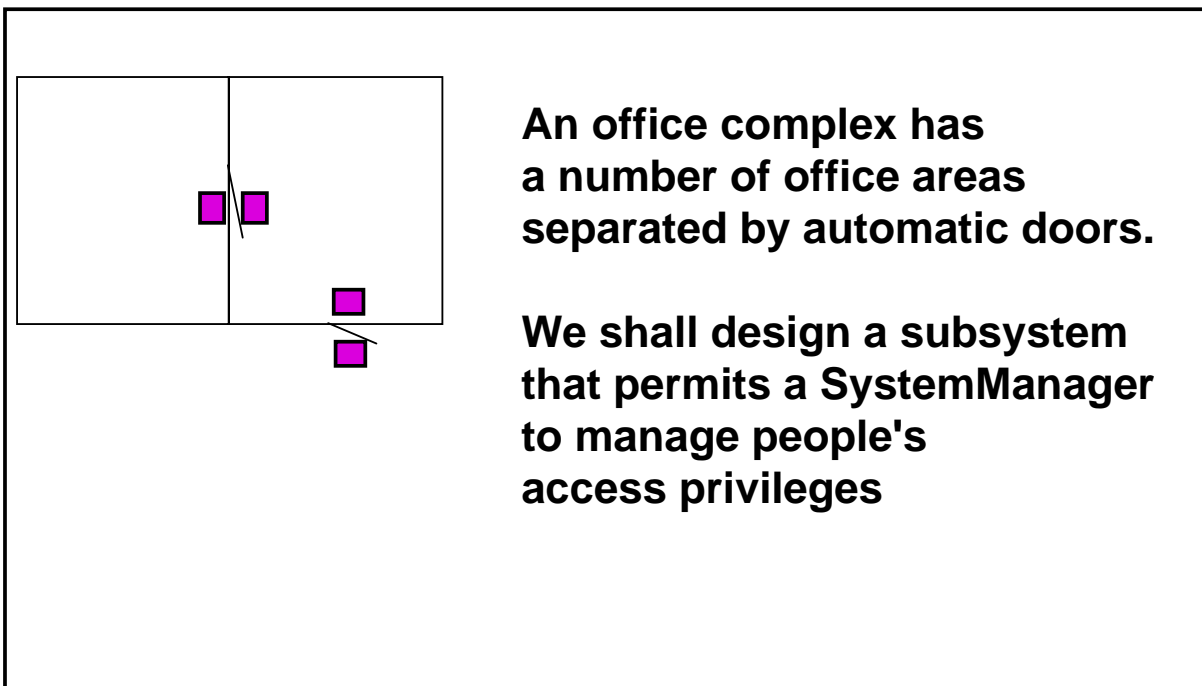 An office complex has
a number of office areas
separated by automatic doors.
We shall design a subsystem
that permits a SystemManager
to manage people's
access privileges